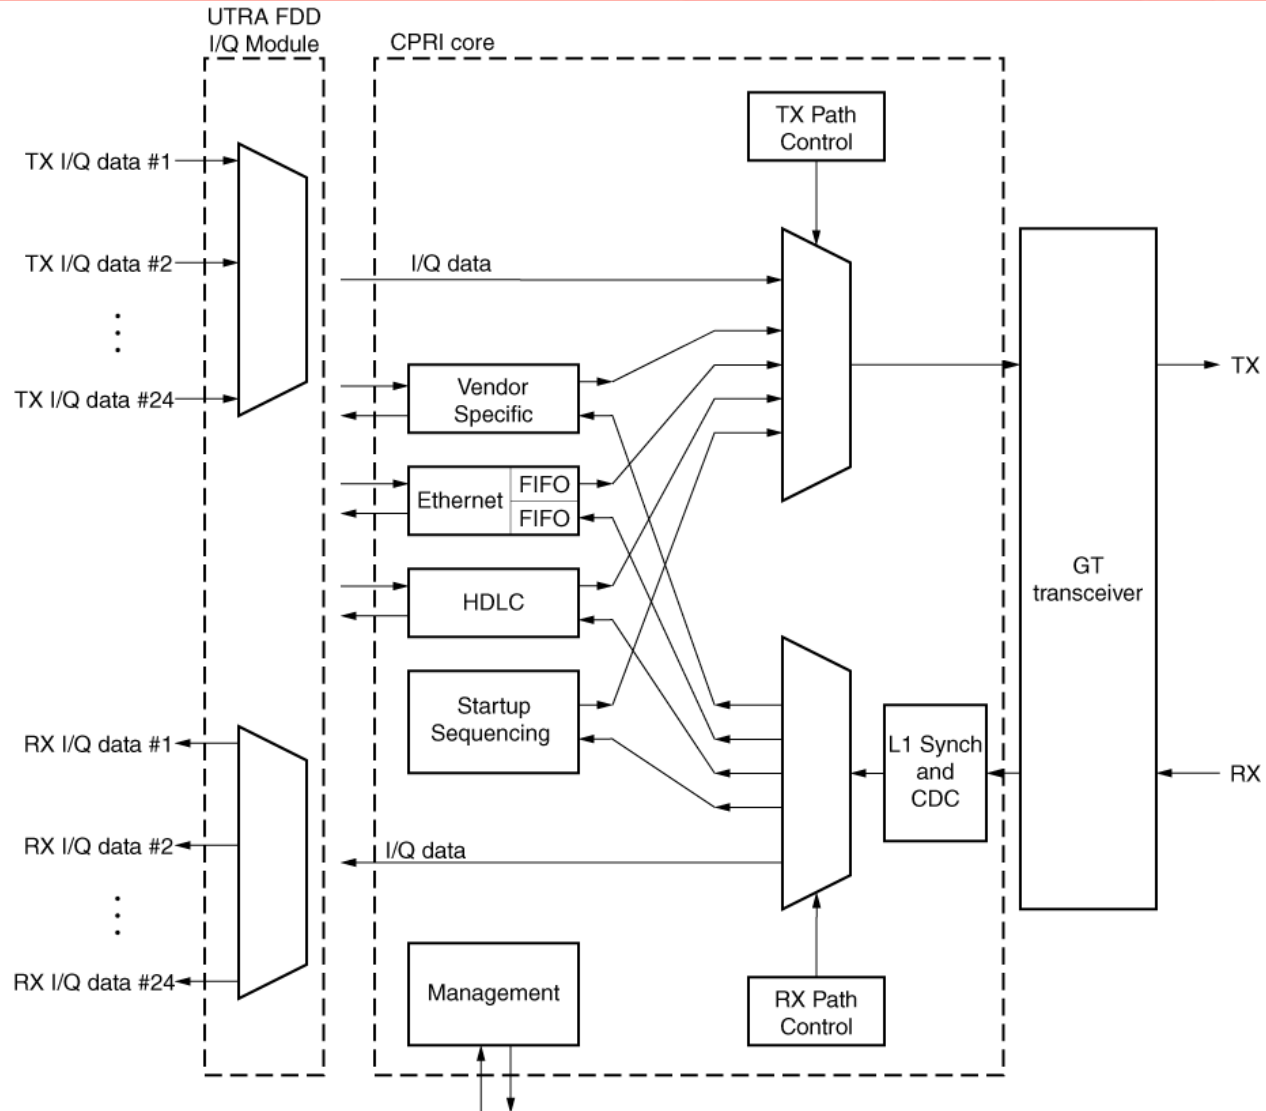 UTRA FDD
I/Q Module
CPRI core
TX Path
Control
TX I/Q data #1
TX I/Q data #2
I/Q data
TX I/Q data #24
Vendor
Specific
TX
Ethernet
FIFO
FIFO
GT
transceiver
HDLC
Startup
Sequencing
RX I/Q data #1
L1 Synch
and
CDC
RX
RX I/Q data #2
I/Q data
RX I/Q data #24
Management
RX Path
Control